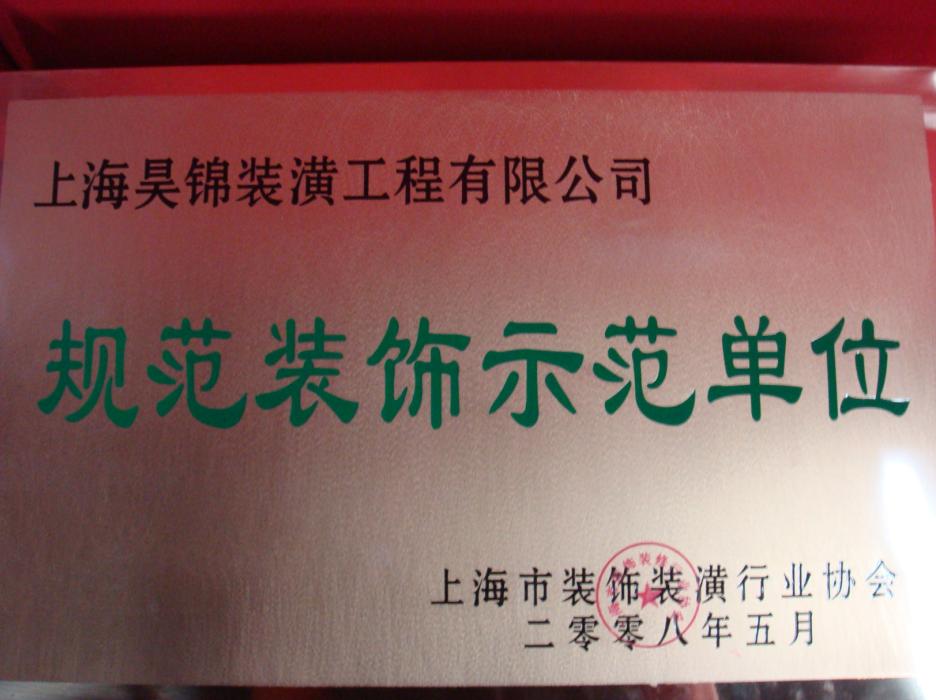 上海昊锦装潢工程有限公司
规范装饰示范单位
上海市装饰装潢行业协会
二零零八年五月